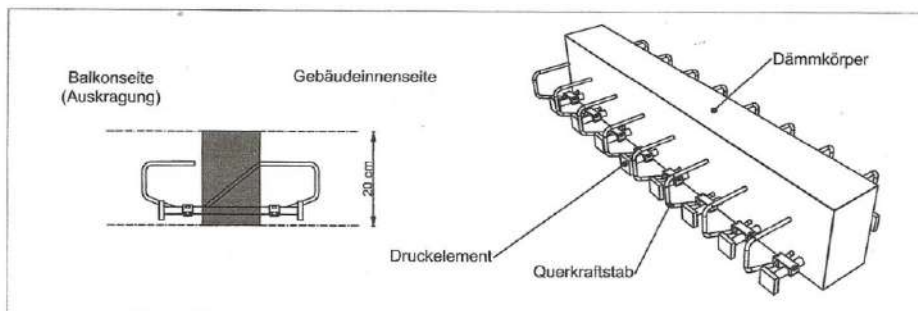 Balkonseite
(Auskragung)
Gebäudeinnenseite
20 cm
Dämmkörper
Druckelement
Querkraftstab